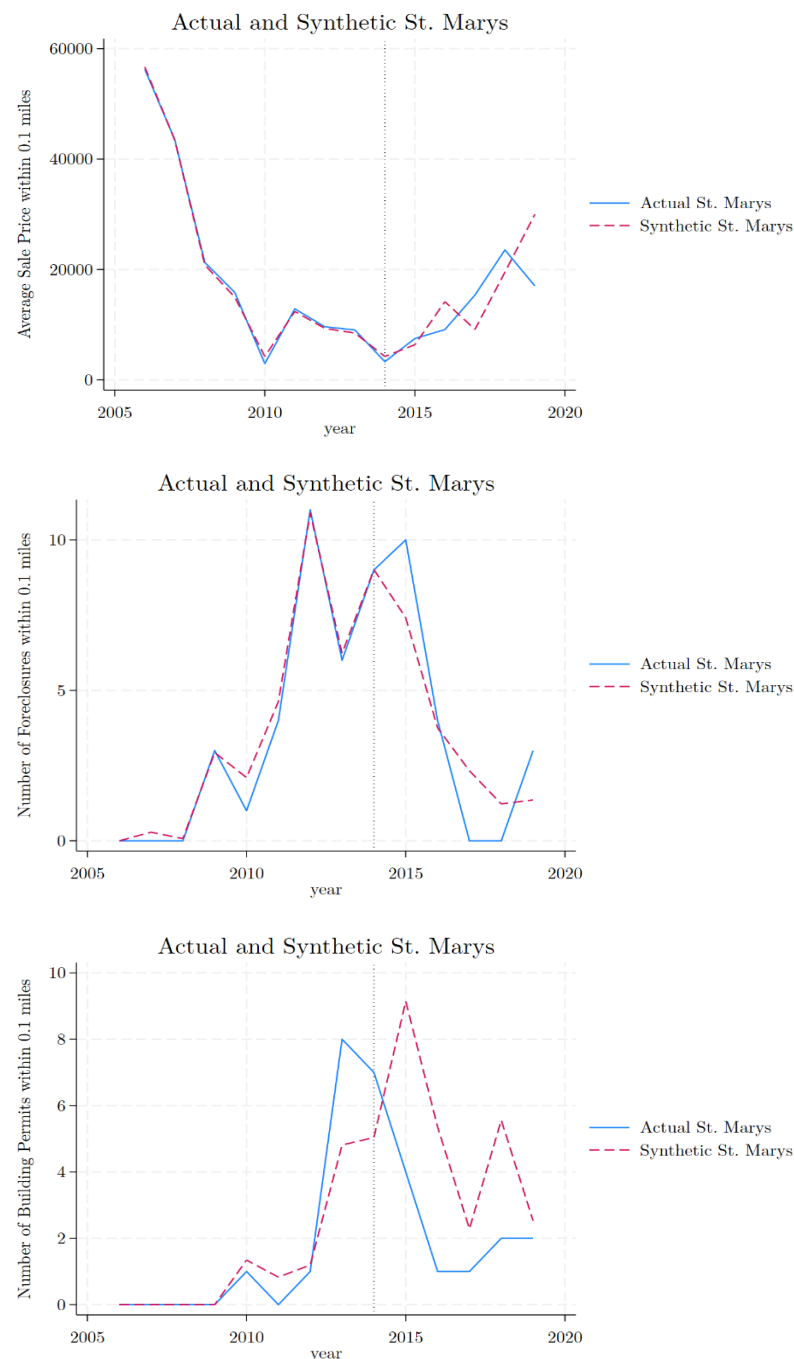 Actual and Synthetic St. Marys
Average Sale Price within 0.1 miles
60000
40000
20000
0
2005 2010 2015 2020
year
Actual St. Marys
Synthetic St. Marys
Actual and Synthetic St. Marys
Number of Foreclosures within 0.1 miles
10
5
0
2005 2010 2015 2020
year
Actual St. Marys
Synthetic St. Marys
Actual and Synthetic St. Marys
Number of Building Permits within 0.1 miles
10
8
6
4
2
0
2005 2010 2015 2020
year
Actual St. Marys
Synthetic St. Marys